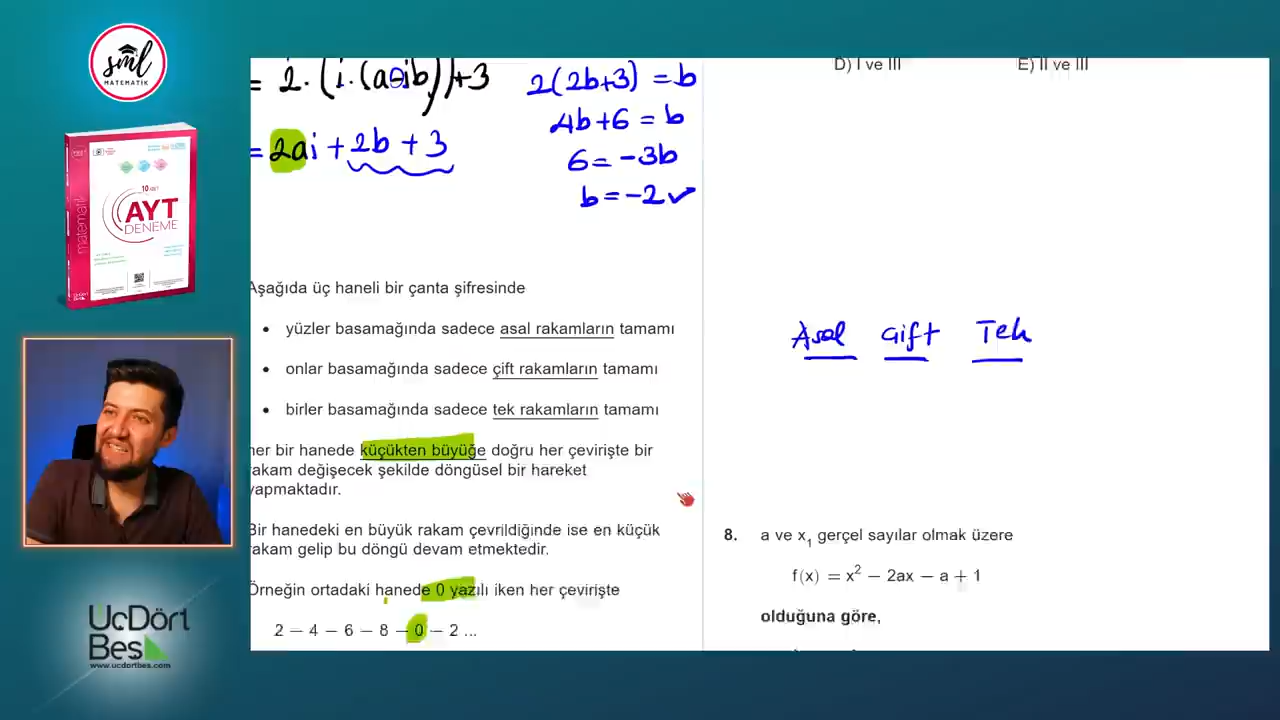 sml
MATEMATİK
10 ADET
AYT
DENEME
matematik
ÜçDört
Beş
www.ucdortbes.com
= 2·(i·(a-ib))+3
= 2ai + 2b + 3
2(2b+3) = b
4b+6 = b
6 = -3b
b = -2 ✓
Aşağıda üç haneli bir çanta şifresinde
• yüzler basamağında sadece asal rakamların tamamı
• onlar basamağında sadece çift rakamların tamamı
• birler basamağında sadece tek rakamların tamamı
her bir hanede küçükten büyüğe doğru her çevirişte bir
rakam değişecek şekilde döngüsel bir hareket
yapmaktadır.
Bir hanedeki en büyük rakam çevrildiğinde ise en küçük
rakam gelip bu döngü devam etmektedir.
Örneğin ortadaki hanede 0 yazılı iken her çevirişte
2 – 4 – 6 – 8 – 0 – 2 ...
D) I ve III E) II ve III
Asal Çift Tek
8. a ve x₁ gerçel sayılar olmak üzere
f(x) = x² – 2ax – a + 1
olduğuna göre,